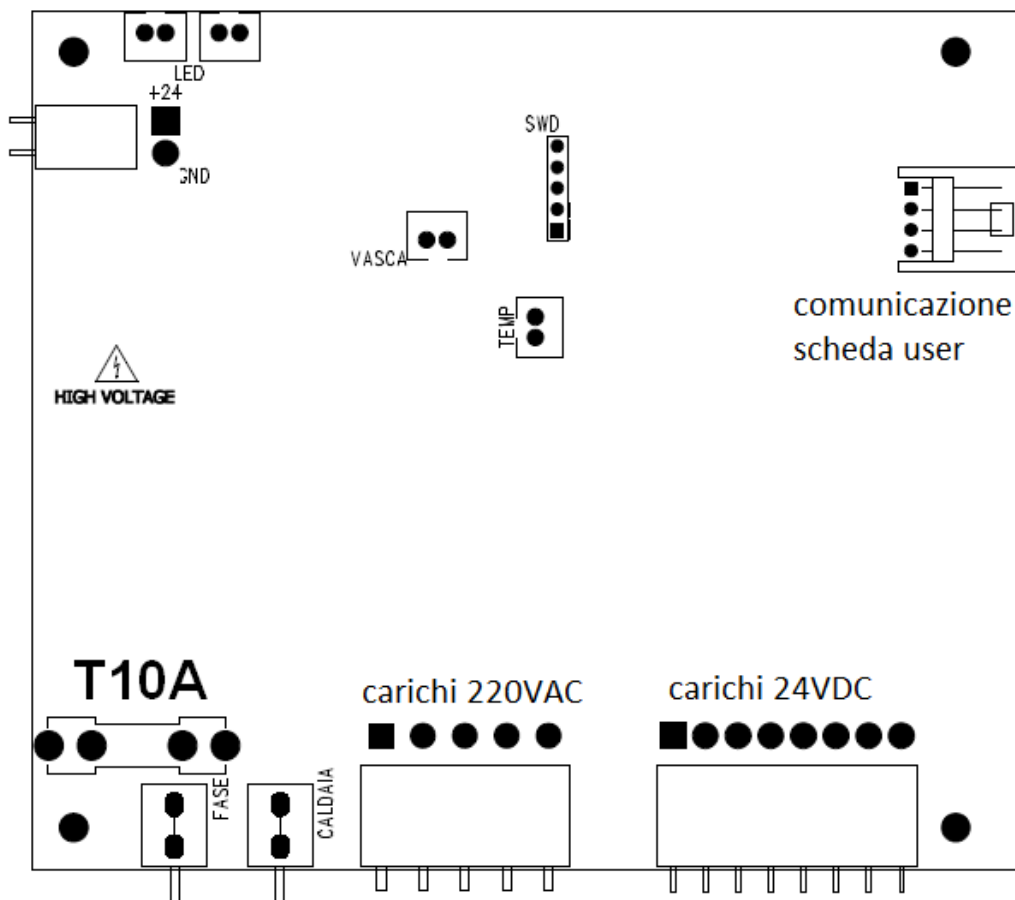 LED
+24
GND
SWD
VASCA
TEMP
comunicazione
scheda user
HIGH VOLTAGE
T10A
carichi 220VAC
carichi 24VDC
FASE
CALDAIA